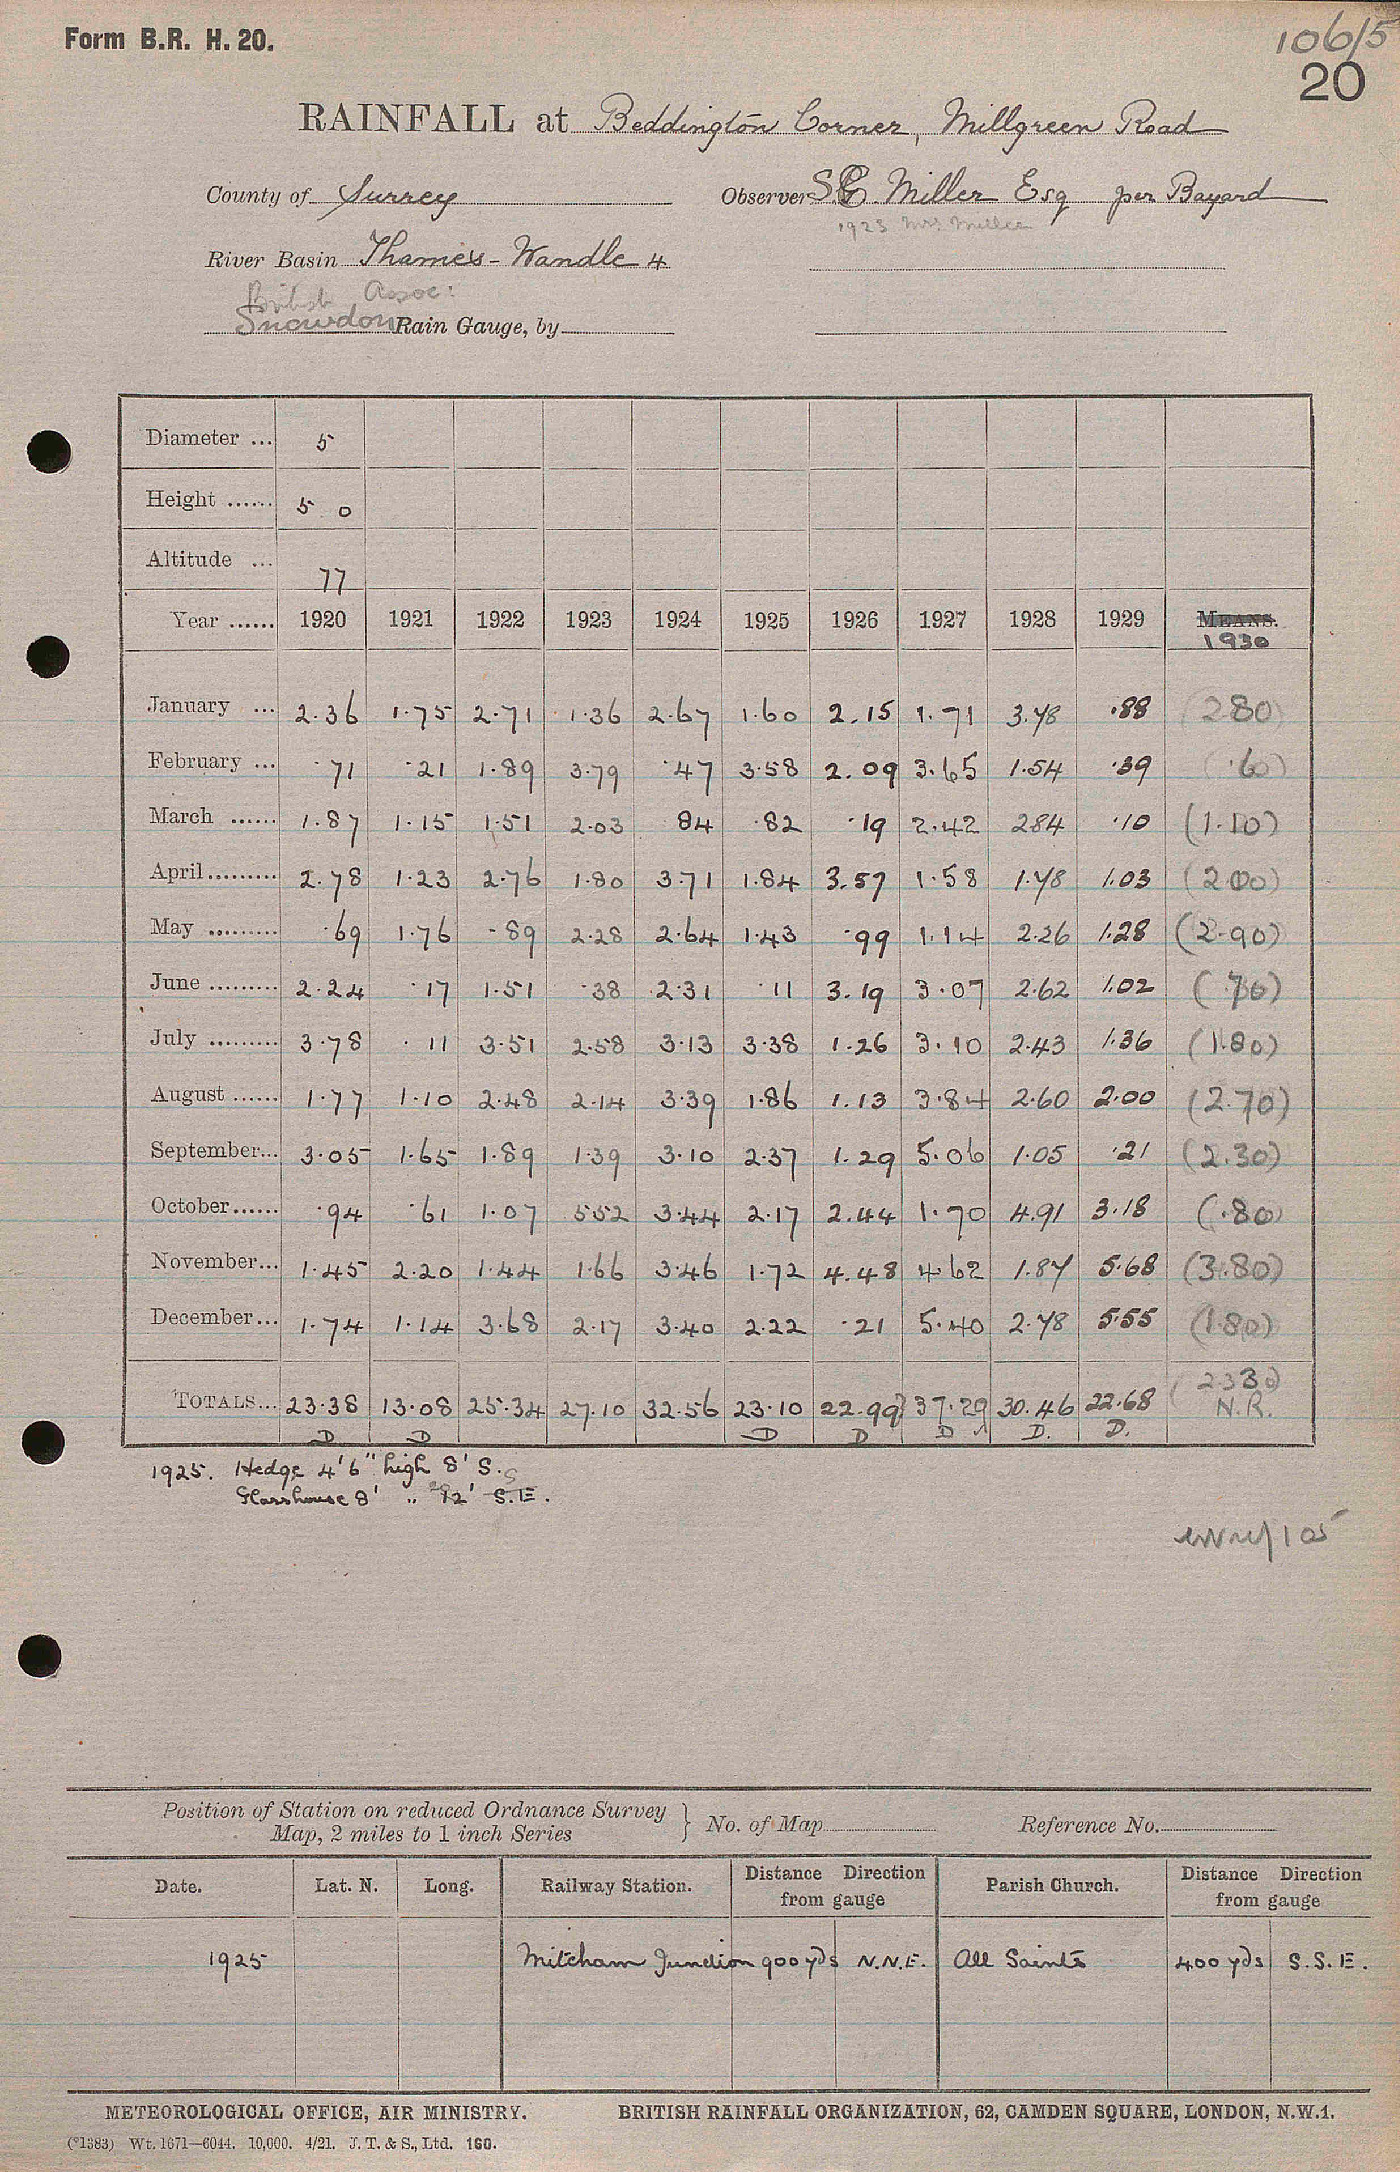 Form B.R. H. 20.
106/5
20
RAINFALL at Beddington Corner, Millgreen Road
County of Surrey Observer S.C. Miller Esq per Bayard
1923 Mrs Miller
River Basin Thames - Wandle 4
British Assoc:
Snowdon Rain Gauge, by
Diameter ... 5
Height ...... 5 0
Altitude ... 77
Year ...... 1920 1921 1922 1923 1924 1925 1926 1927 1928 1929 MEANS.
1930
January ... 2.36 1.75 2.71 1.36 2.67 1.60 2.15 1.71 3.78 .88 (2.80)
February ... .71 .21 1.89 3.79 .47 3.58 2.09 3.65 1.54 .39 (.60)
March ...... 1.87 1.15 1.51 2.03 84 .82 .19 2.42 284 .10 (1.10)
April ......... 2.78 1.23 2.76 1.80 3.71 1.84 3.57 1.58 1.78 1.03 (2.00)
May ......... .69 1.76 .89 2.28 2.64 1.43 .99 1.14 2.26 1.28 (2.90)
June ......... 2.24 .17 1.51 .38 2.31 .11 3.19 3.07 2.62 1.02 (.70)
July ......... 3.78 .11 3.51 2.58 3.13 3.38 1.26 3.10 2.43 1.36 (1.80)
August ...... 1.77 1.10 2.48 2.14 3.39 1.86 1.13 3.84 2.60 2.00 (2.70)
September... 3.05 1.65 1.89 1.39 3.10 2.37 1.29 5.06 1.05 .21 (2.30)
October...... .94 .61 1.07 552 3.44 2.17 2.44 1.70 4.91 3.18 (.80)
November... 1.45 2.20 1.44 1.66 3.46 1.72 4.48 4.62 1.87 5.68 (3.80)
December... 1.74 1.14 3.68 2.17 3.40 2.22 .21 5.40 2.78 5.55 (1.80)
TOTALS... 23.38 13.08 25.34 27.10 32.56 23.10 22.99 37.29 30.46 22.68 (23.30)
N.R.
D D D D D D. D.
1925. Hedge 4'6" high 8' S.
Glasshouse 8' " 12' S.E.
Position of Station on reduced Ordnance Survey
Map, 2 miles to 1 inch Series } No. of Map Reference No.
Date. Lat. N. Long. Railway Station. Distance Direction from gauge Parish Church. Distance Direction from gauge
1925 Mitcham Junction 900 yds N.N.E. All Saints 400 yds S.S.E.
METEOROLOGICAL OFFICE, AIR MINISTRY. BRITISH RAINFALL ORGANIZATION, 62, CAMDEN SQUARE, LONDON, N.W.1.
(*1383) Wt. 1671—6044. 10,000. 4/21. J. T. & S., Ltd. 160.